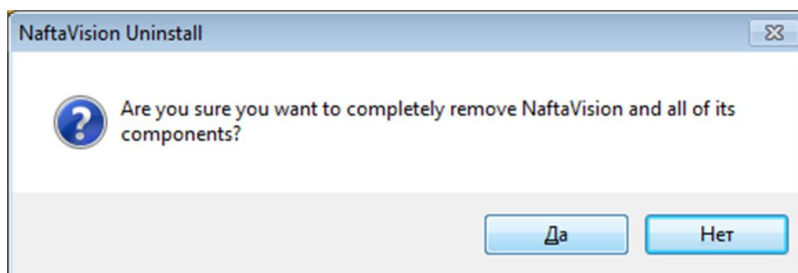 NaftaVision Uninstall
Are you sure you want to completely remove NaftaVision and all of its
components?
Да
Нет